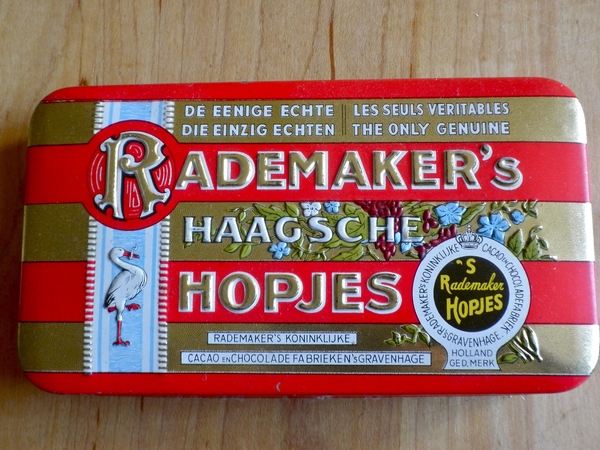 DE EENIGE ECHTE
DIE EINZIG ECHTEN
LES SEULS VERITABLES
THE ONLY GENUINE
RADEMAKER'S
HAAGSCHE
HOPJES
RADEMAKER'S KONINKLIJKE
CACAO EN CHOCOLADE FABRIEKEN'S GRAVENHAGE
RADEMAKER'S KONINKLIJKE CACAO EN CHOCOLADEFABRIEK
'S GRAVENHAGE
'S
Rademaker
HOPJES
HOLLAND
GED. MERK